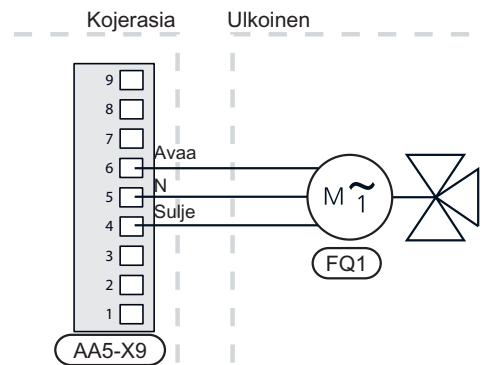 Kojerasia Ulkoinen
9
8
7
6 Avaa
5 N
4 Sulje
3
2
1
M ~ 1
FQ1
AA5-X9